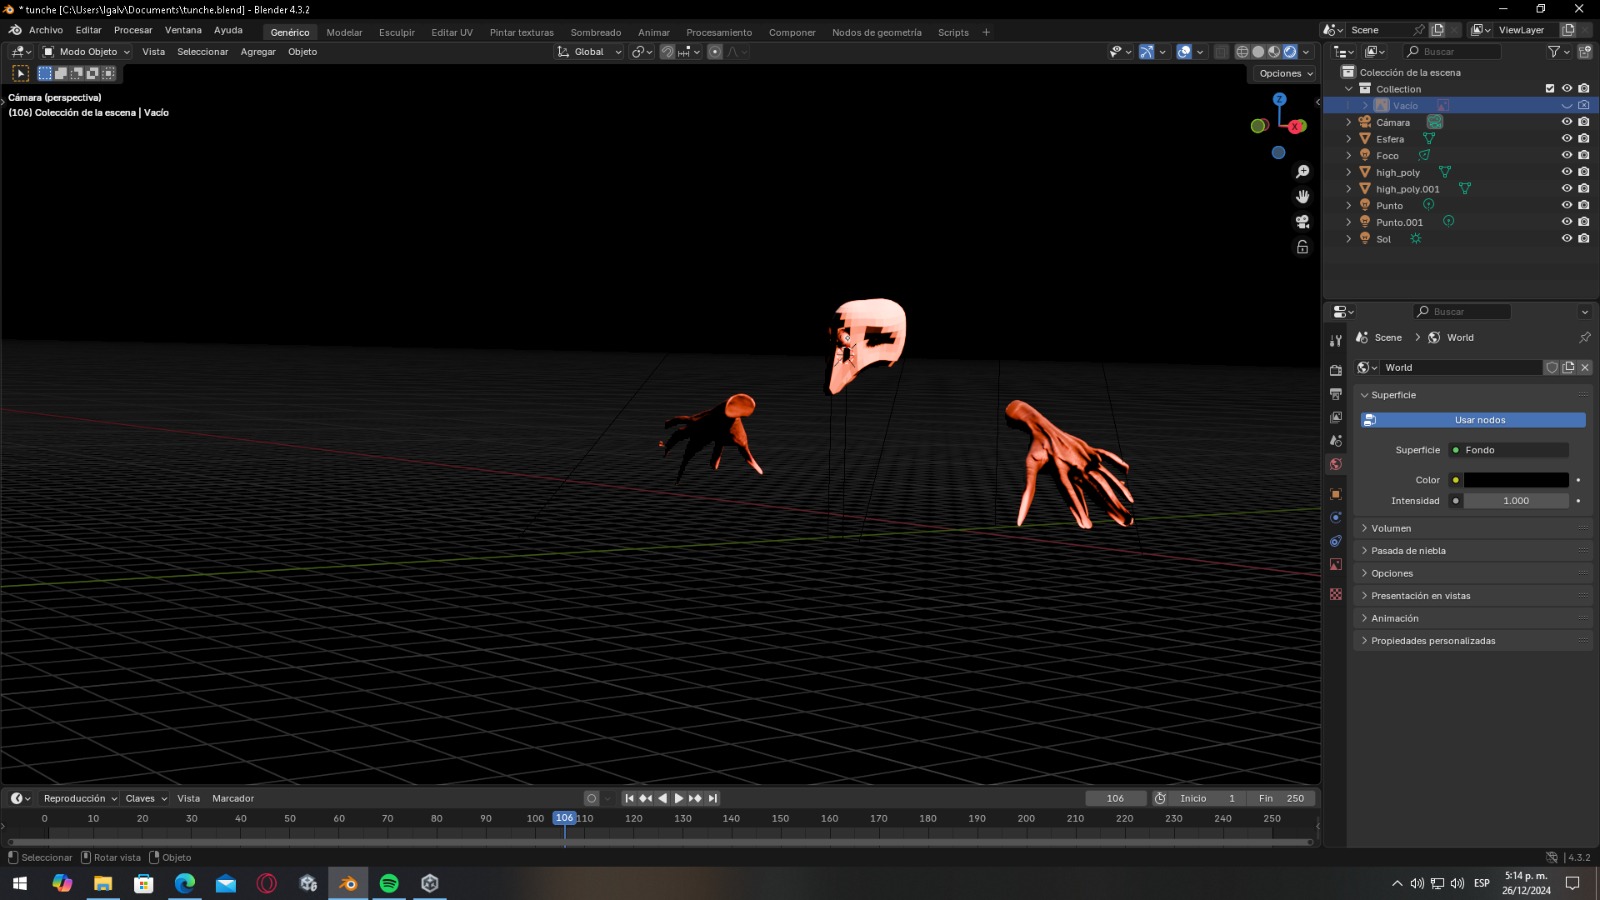 * tunche [C:\Users\lgalv\Documents\tunche.blend] - Blender 4.3.2
Archivo Editar Procesar Ventana Ayuda
Genérico Modelar Esculpir Editar UV Pintar texturas Sombreado Animar Procesamiento Componer Nodos de geometría Scripts +
Scene ViewLayer
Modo Objeto Vista Seleccionar Agregar Objeto Global
Buscar
Opciones
Cámara (perspectiva)
(106) Colección de la escena | Vacío
Z
X
Colección de la escena
Collection
Vacío
Cámara
Esfera
Foco
high_poly
high_poly.001
Punto
Punto.001
Sol
Buscar
Scene > World
World
Superficie
Usar nodos
Superficie Fondo
Color
Intensidad 1.000
Volumen
Pasada de niebla
Opciones
Presentación en vistas
Animación
Propiedades personalizadas
Reproducción Claves Vista Marcador 106 Inicio 1 Fin 250
0 10 20 30 40 50 60 70 80 90 100 106 110 120 130 140 150 160 170 180 190 200 210 220 230 240 250
Seleccionar Rotar vista Objeto 4.3.2
ESP 5:14 p. m.
26/12/2024